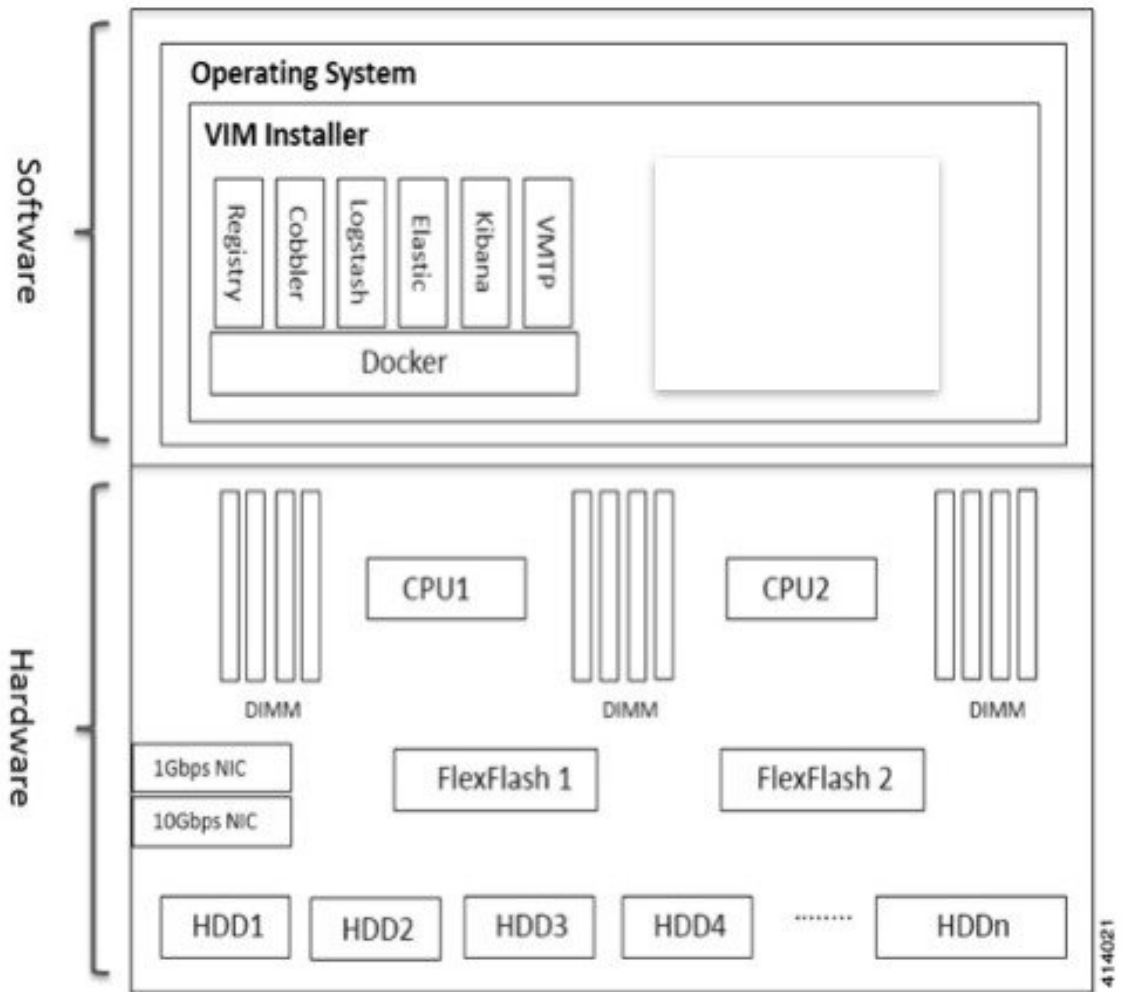 Software
Operating System
VIM Installer
Registry
Cobbler
Logstash
Elastic
Kibana
VMTP
Docker
Hardware
CPU1
CPU2
DIMM
DIMM
DIMM
1Gbps NIC
10Gbps NIC
FlexFlash 1
FlexFlash 2
HDD1
HDD2
HDD3
HDD4
........
HDDn
414021